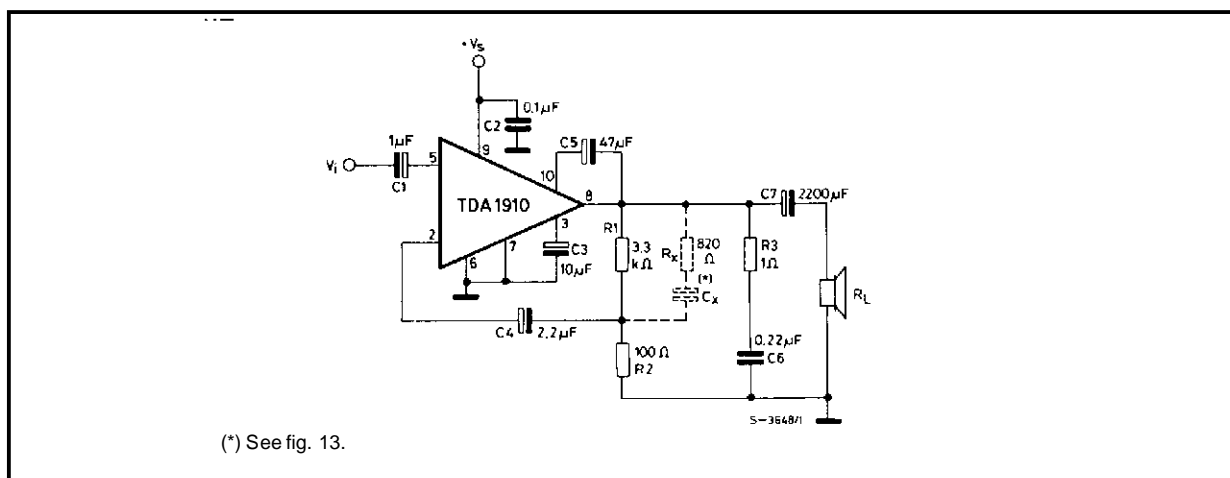 +Vs
0.1µF
C2
1µF
Vi
C1
5
9
C5
47µF
10
TDA1910
8
C7
2200µF
2
3
7
6
C3
10µF
R1
3.3
kΩ
Rx
820
Ω
(*)
Cx
R3
1Ω
RL
C4
2.2µF
100Ω
R2
0.22µF
C6
S-3648/1
(*) See fig. 13.